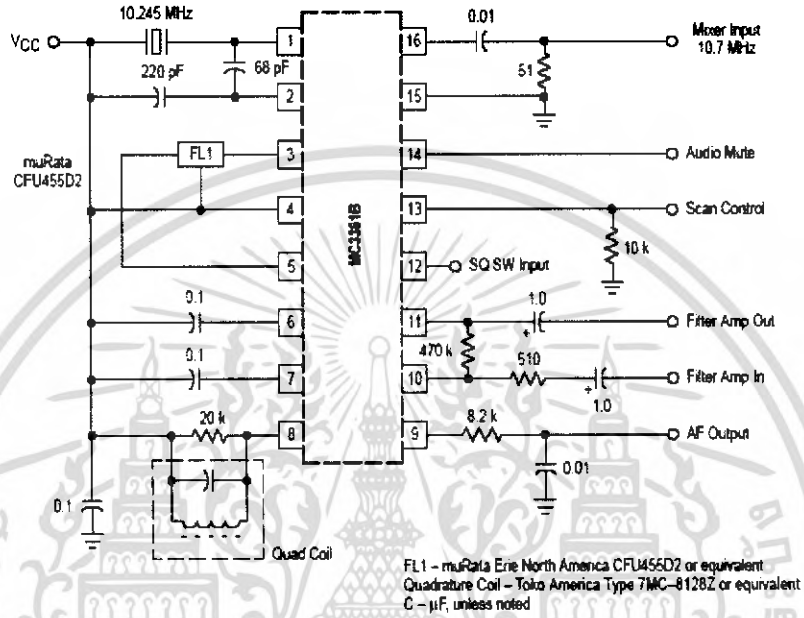 10.245 MHz
VCC
220 pF
68 pF
muRata
CFU455D2
FL1
0.1
0.1
20 k
0.1
Quad Coil
1
2
3
4
5
6
7
8
MC3361B
16
15
14
13
12
11
10
9
0.01
Mixer Input
10.7 MHz
51
Audio Mute
Scan Control
10 k
SQ SW Input
1.0
+
Filter Amp Out
470 k
510
Filter Amp In
+
1.0
8.2 k
AF Output
0.01
FL1 – muRata Erie North America CFU455D2 or equivalent
Quadrature Coil – Toko America Type 7MC–8128Z or equivalent
C – µF, unless noted